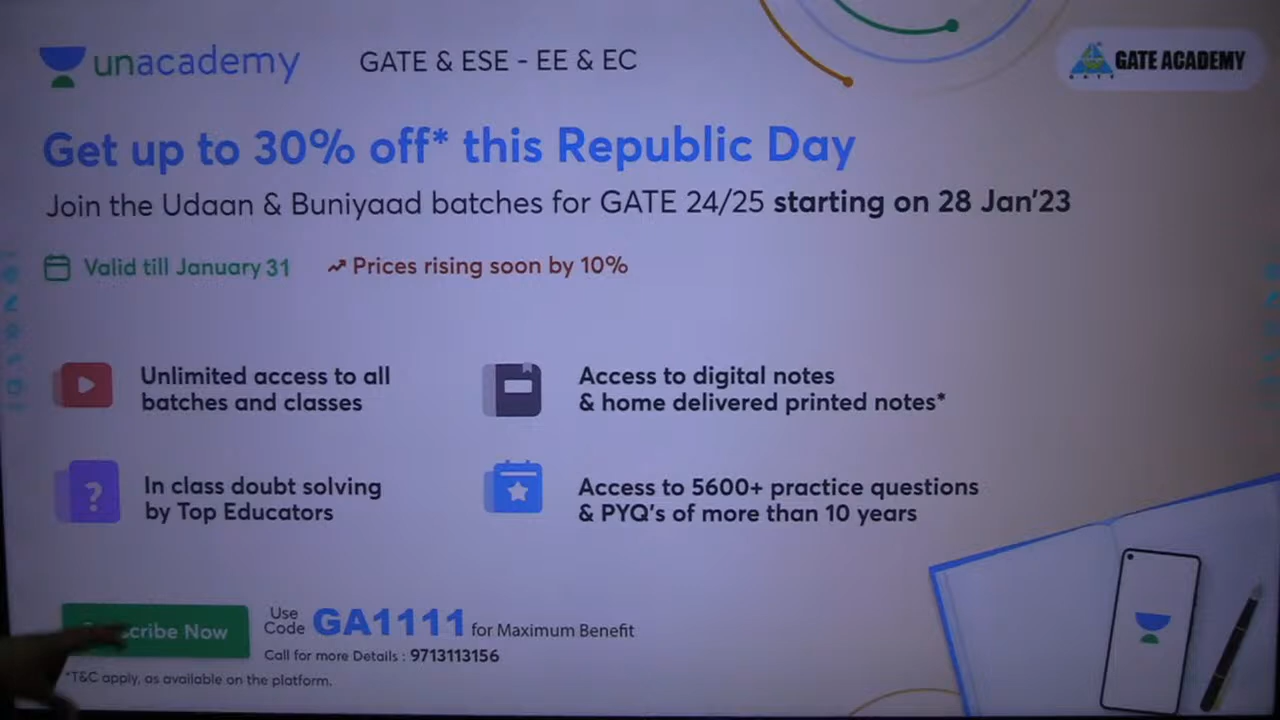 unacademy
GATE & ESE - EE & EC
GATE ACADEMY
Get up to 30% off* this Republic Day
Join the Udaan & Buniyaad batches for GATE 24/25 starting on 28 Jan'23
Valid till January 31
Prices rising soon by 10%
Unlimited access to all
batches and classes
Access to digital notes
& home delivered printed notes*
?
In class doubt solving
by Top Educators
Access to 5600+ practice questions
& PYQ's of more than 10 years
Now
Use
Code
GA1111 for Maximum Benefit
Call for more Details : 9713113156
*T&C apply, as available on the platform.